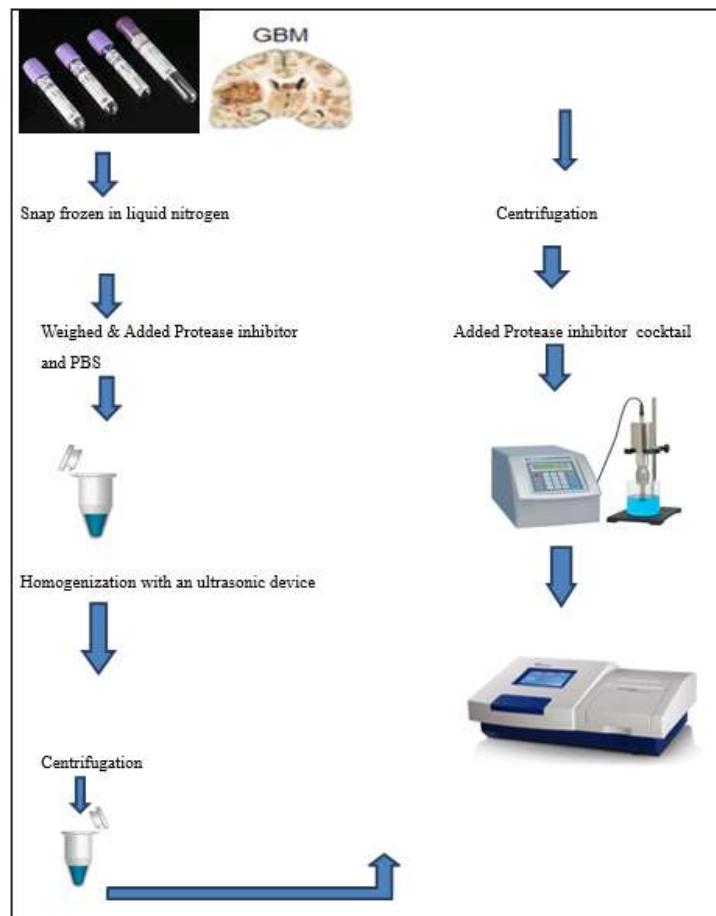 GBM
Snap frozen in liquid nitrogen
Weighed & Added Protease inhibitor
and PBS
Homogenization with an ultrasonic device
Centrifugation
Centrifugation
Added Protease inhibitor cocktail